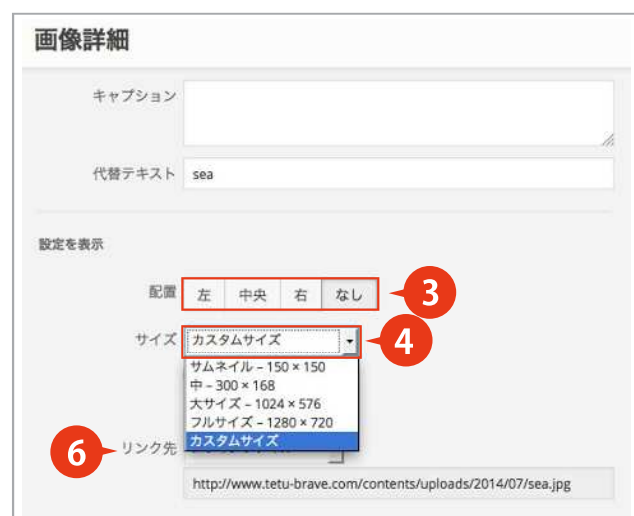 画像詳細
キャプション
代替テキスト sea
設定を表示
配置 左 中央 右 なし 3
サイズ カスタムサイズ 4
サムネイル – 150 × 150
中 – 300 × 168
大サイズ – 1024 × 576
フルサイズ – 1280 × 720
カスタムサイズ
6 リンク先
http://www.tetu-brave.com/contents/uploads/2014/07/sea.jpg